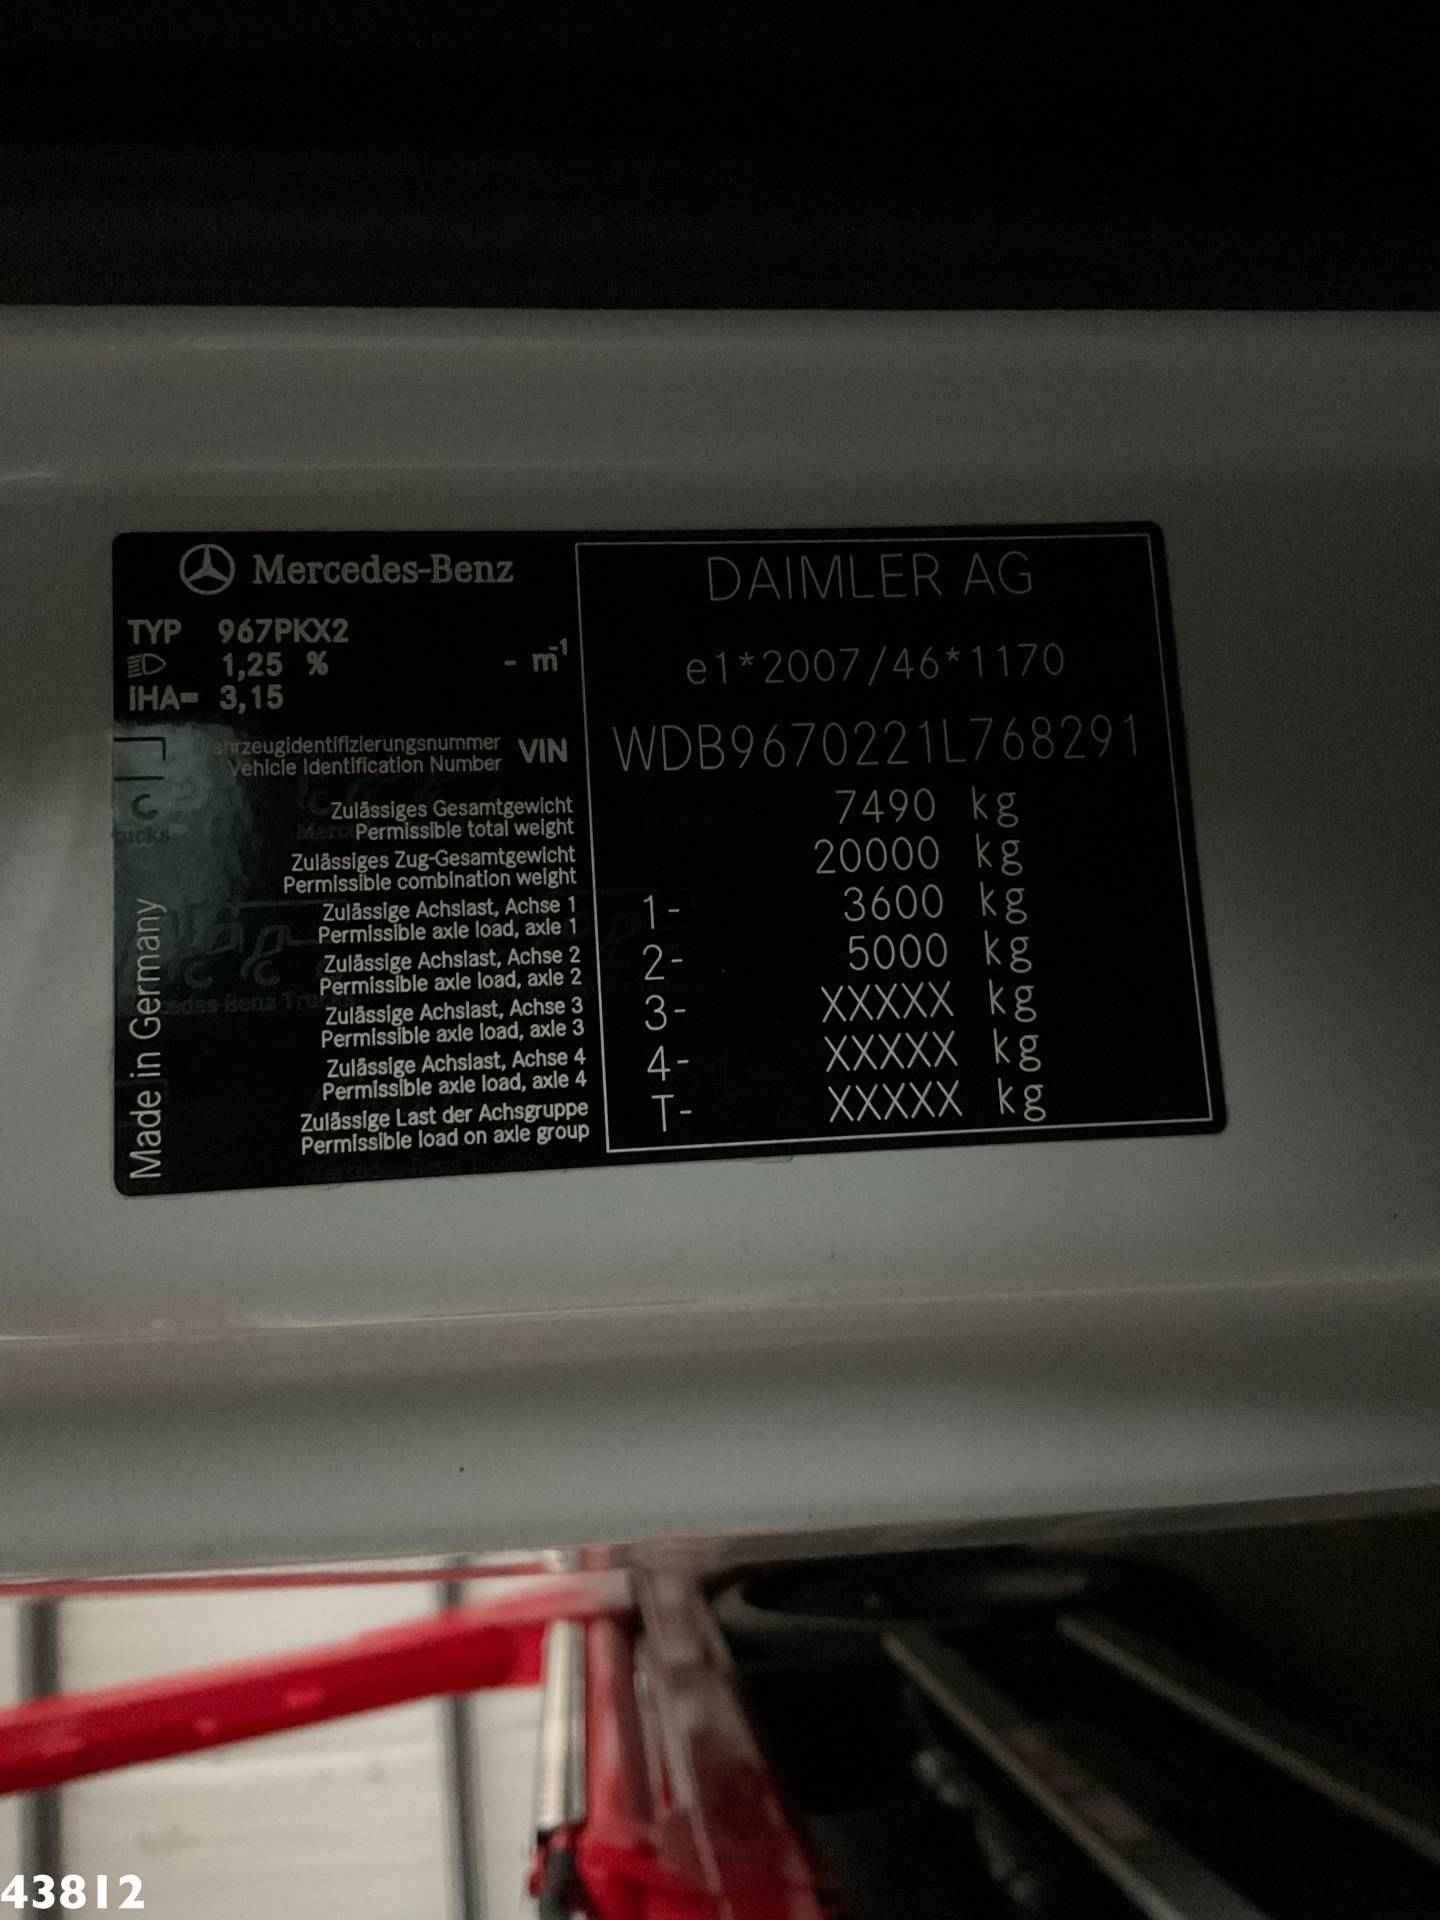 Mercedes-Benz
TYP 967PKX2
1,25 % - m⁻¹
iHA= 3,15
DAIMLER AG
e1*2007/46*1170
Vehicle Identification Number VIN WDB9670221L768291
Zulässiges Gesamtgewicht
Permissible total weight 7490 kg
Zulässiges Zug-Gesamtgewicht
Permissible combination weight 20000 kg
Zulässige Achslast, Achse 1
Permissible axle load, axle 1 1- 3600 kg
Zulässige Achslast, Achse 2
Permissible axle load, axle 2 2- 5000 kg
Zulässige Achslast, Achse 3
Permissible axle load, axle 3 3- XXXXX kg
Zulässige Achslast, Achse 4
Permissible axle load, axle 4 4- XXXXX kg
Zulässige Last der Achsgruppe
Permissible load on axle group T- XXXXX kg
Made in Germany
43812